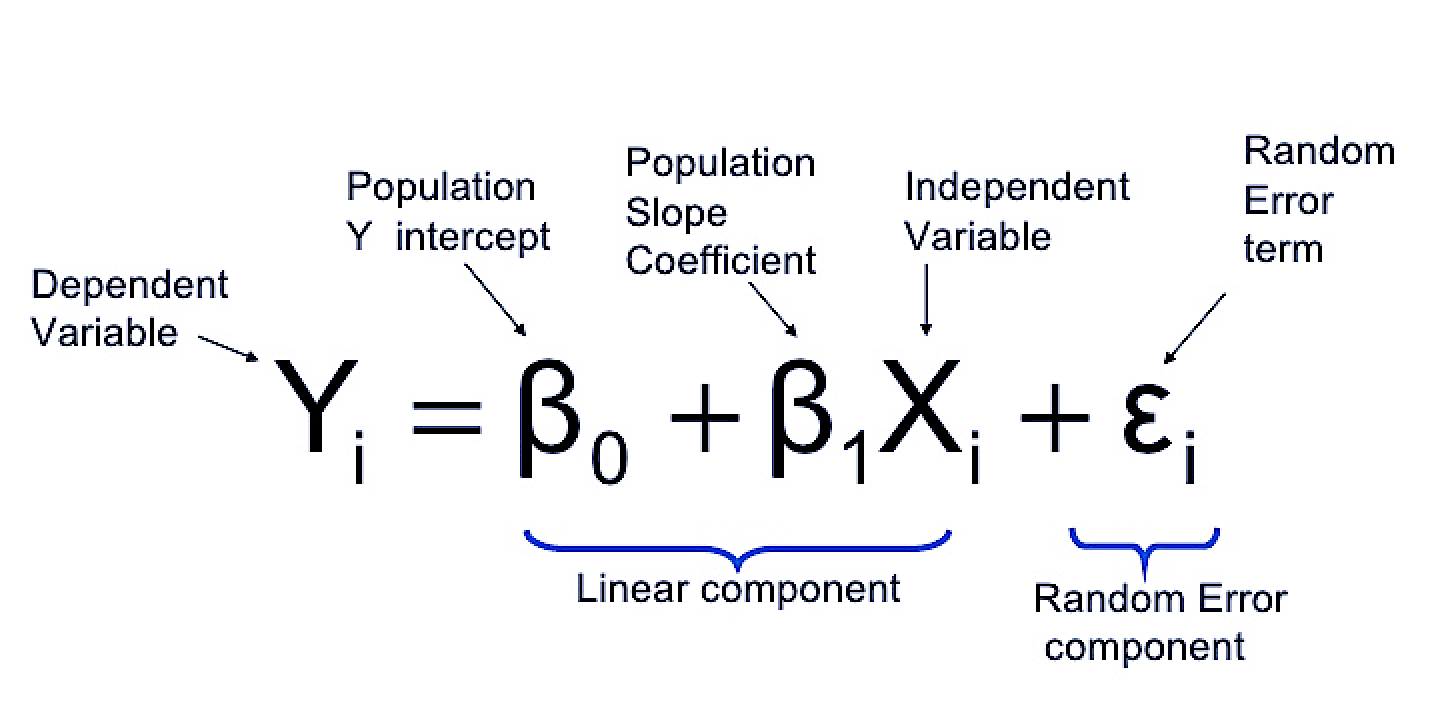 Dependent
Variable
Population
Y intercept
Population
Slope
Coefficient
Independent
Variable
Random
Error
term
Yᵢ = β₀ + β₁Xᵢ + εᵢ
Linear component
Random Error
component